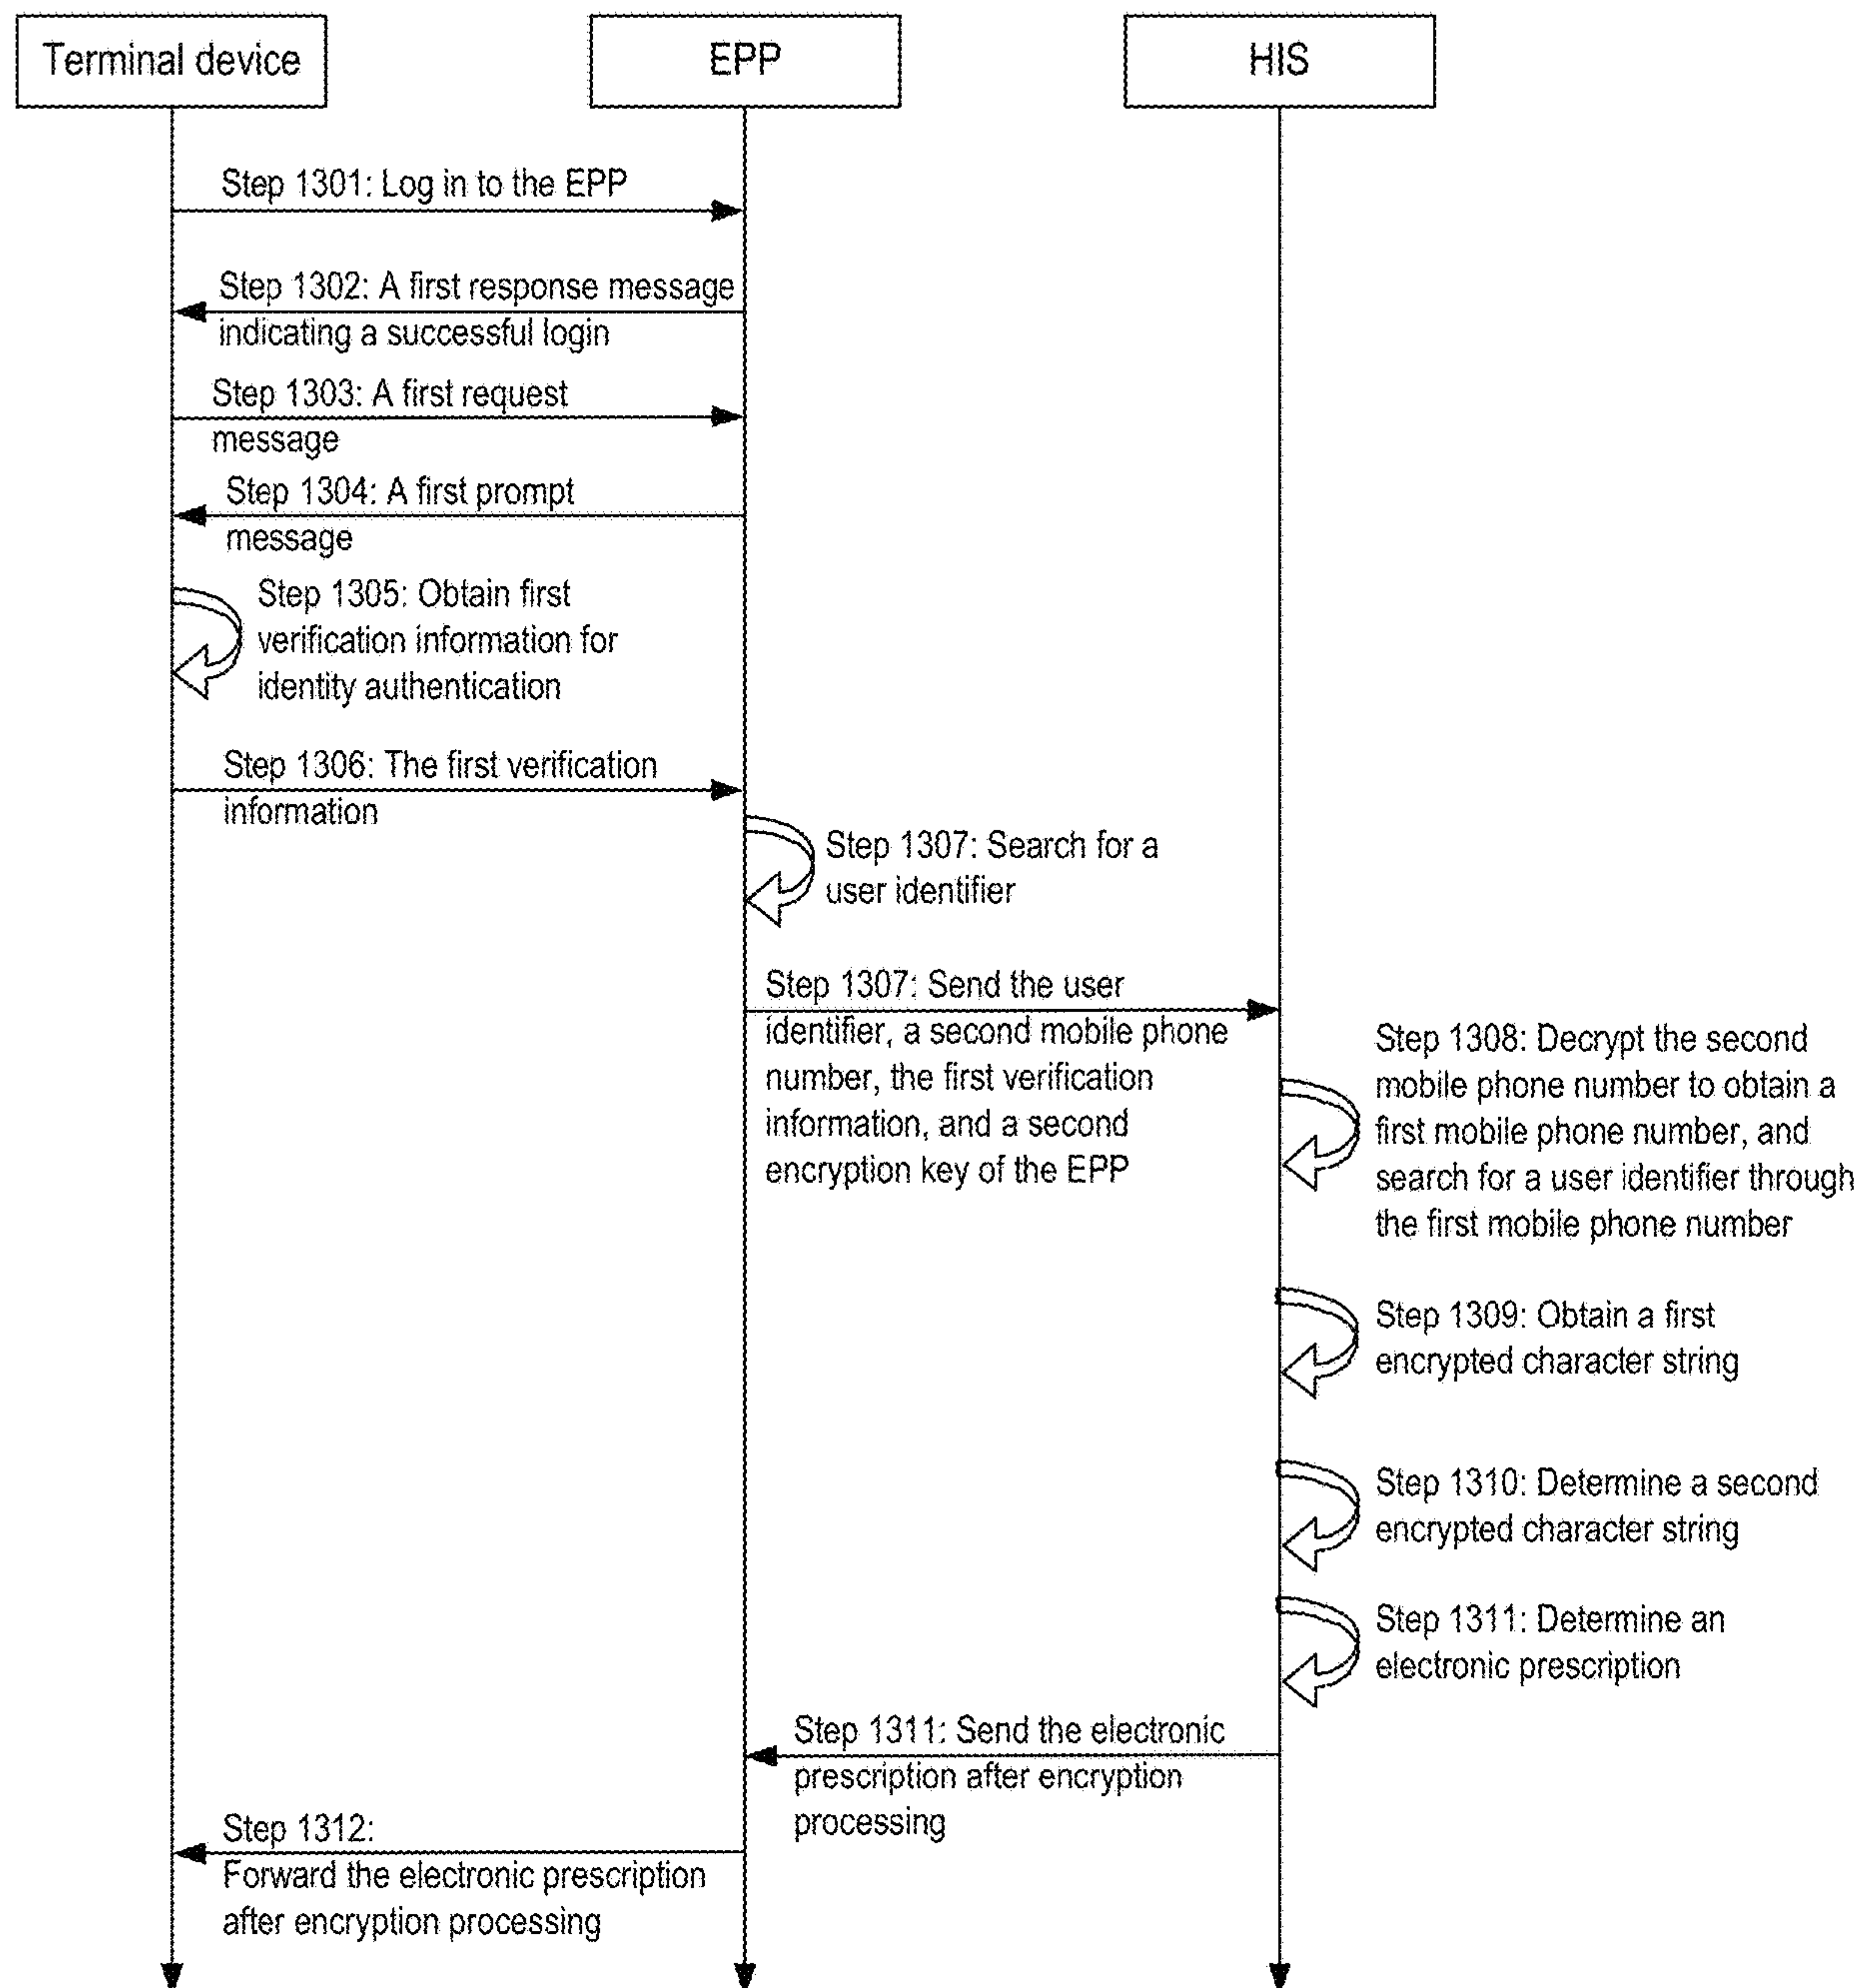 Terminal device
EPP
HIS
Step 1301: Log in to the EPP
Step 1302: A first response message
indicating a successful login
Step 1303: A first request
message
Step 1304: A first prompt
message
Step 1305: Obtain first
verification information for
identity authentication
Step 1306: The first verification
information
Step 1307: Search for a
user identifier
Step 1307: Send the user
identifier, a second mobile phone
number, the first verification
information, and a second
encryption key of the EPP
Step 1308: Decrypt the second
mobile phone number to obtain a
first mobile phone number, and
search for a user identifier through
the first mobile phone number
Step 1309: Obtain a first
encrypted character string
Step 1310: Determine a second
encrypted character string
Step 1311: Determine an
electronic prescription
Step 1311: Send the electronic
prescription after encryption
processing
Step 1312:
Forward the electronic prescription
after encryption processing